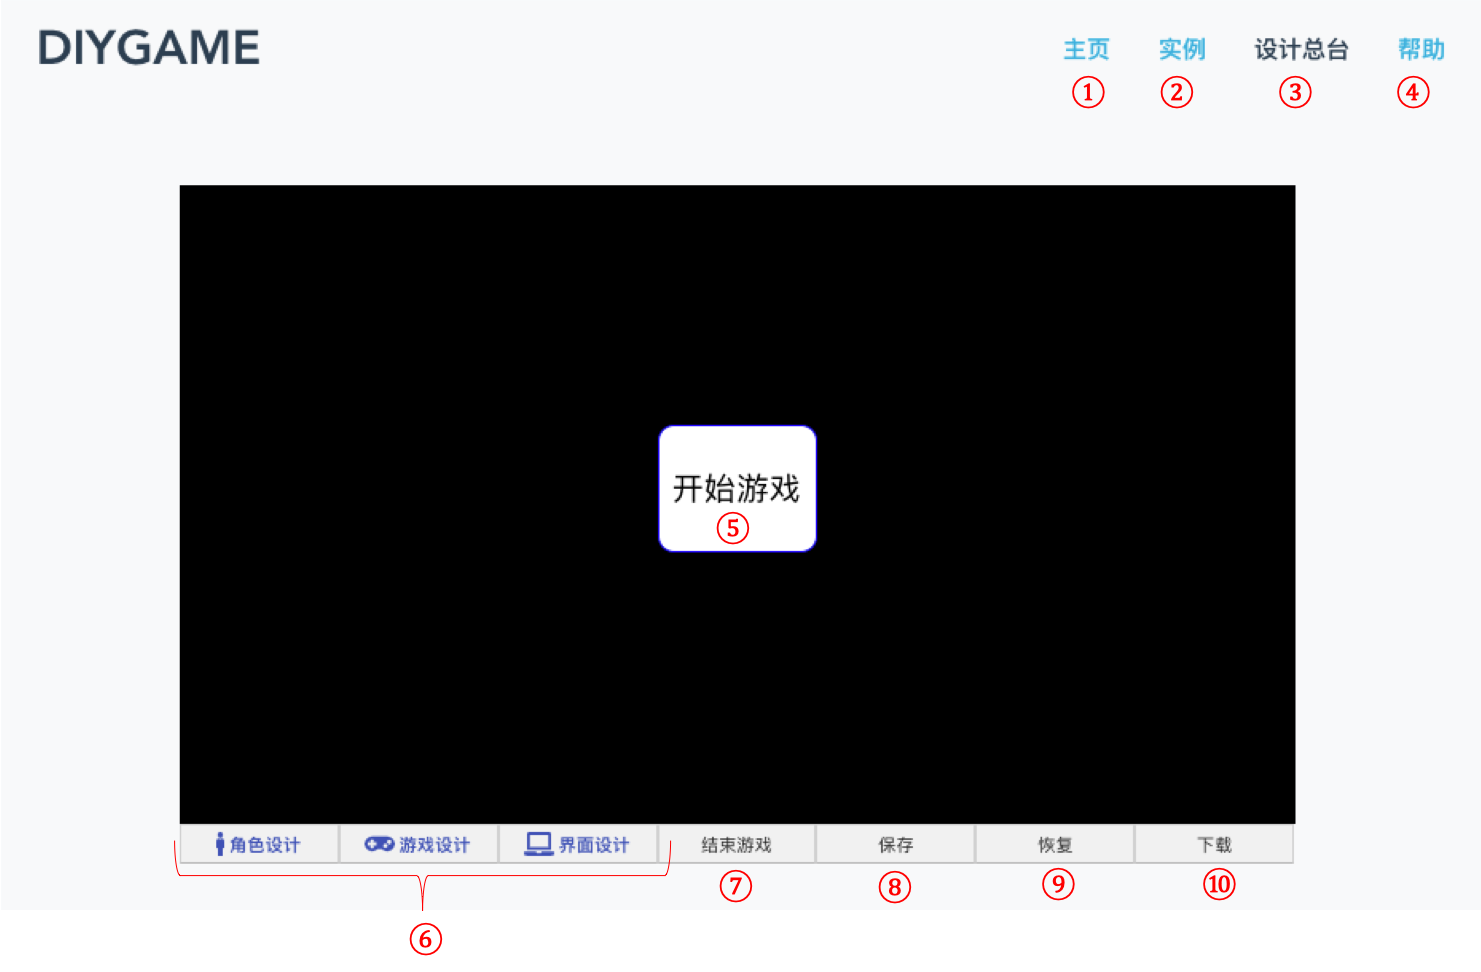 DIYGAME
主页 实例 设计总台 帮助
① ② ③ ④
开始游戏
⑤
角色设计 游戏设计 界面设计 结束游戏 保存 恢复 下载
⑦ ⑧ ⑨ ⑩
⑥